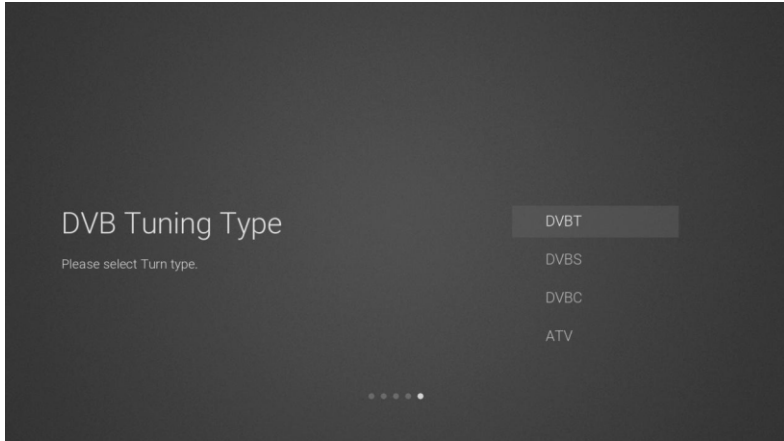 DVB Tuning Type
Please select Turn type.
DVBT
DVBS
DVBC
ATV